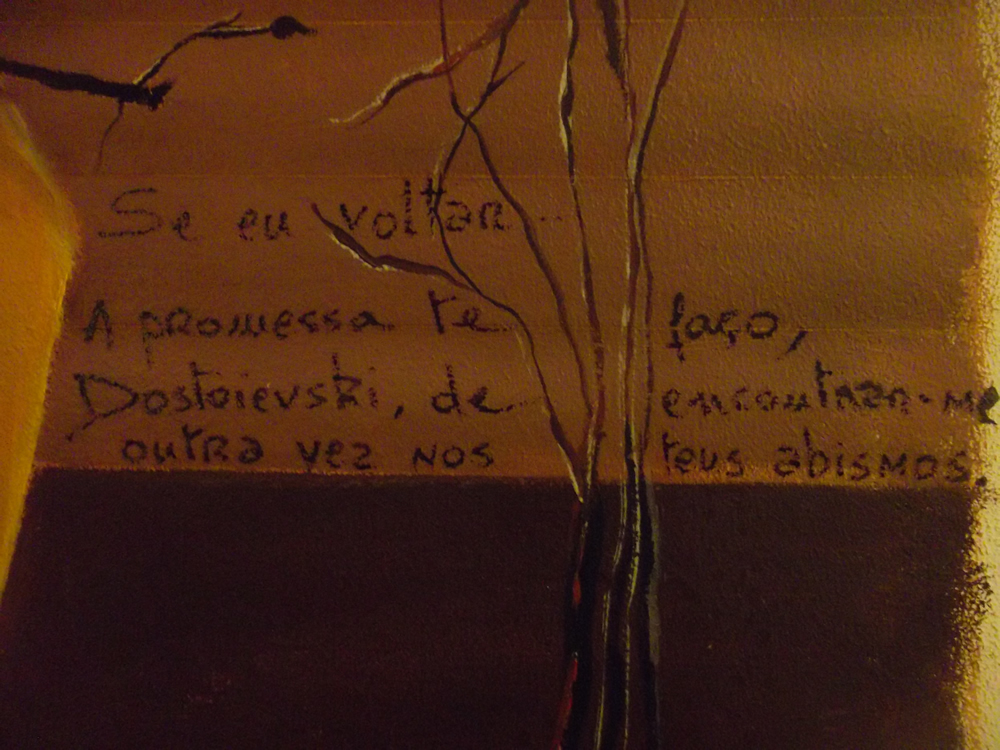 Se eu voltar...
A promessa te faço,
Dostoievski, de encontrar-me
outra vez nos teus abismos.